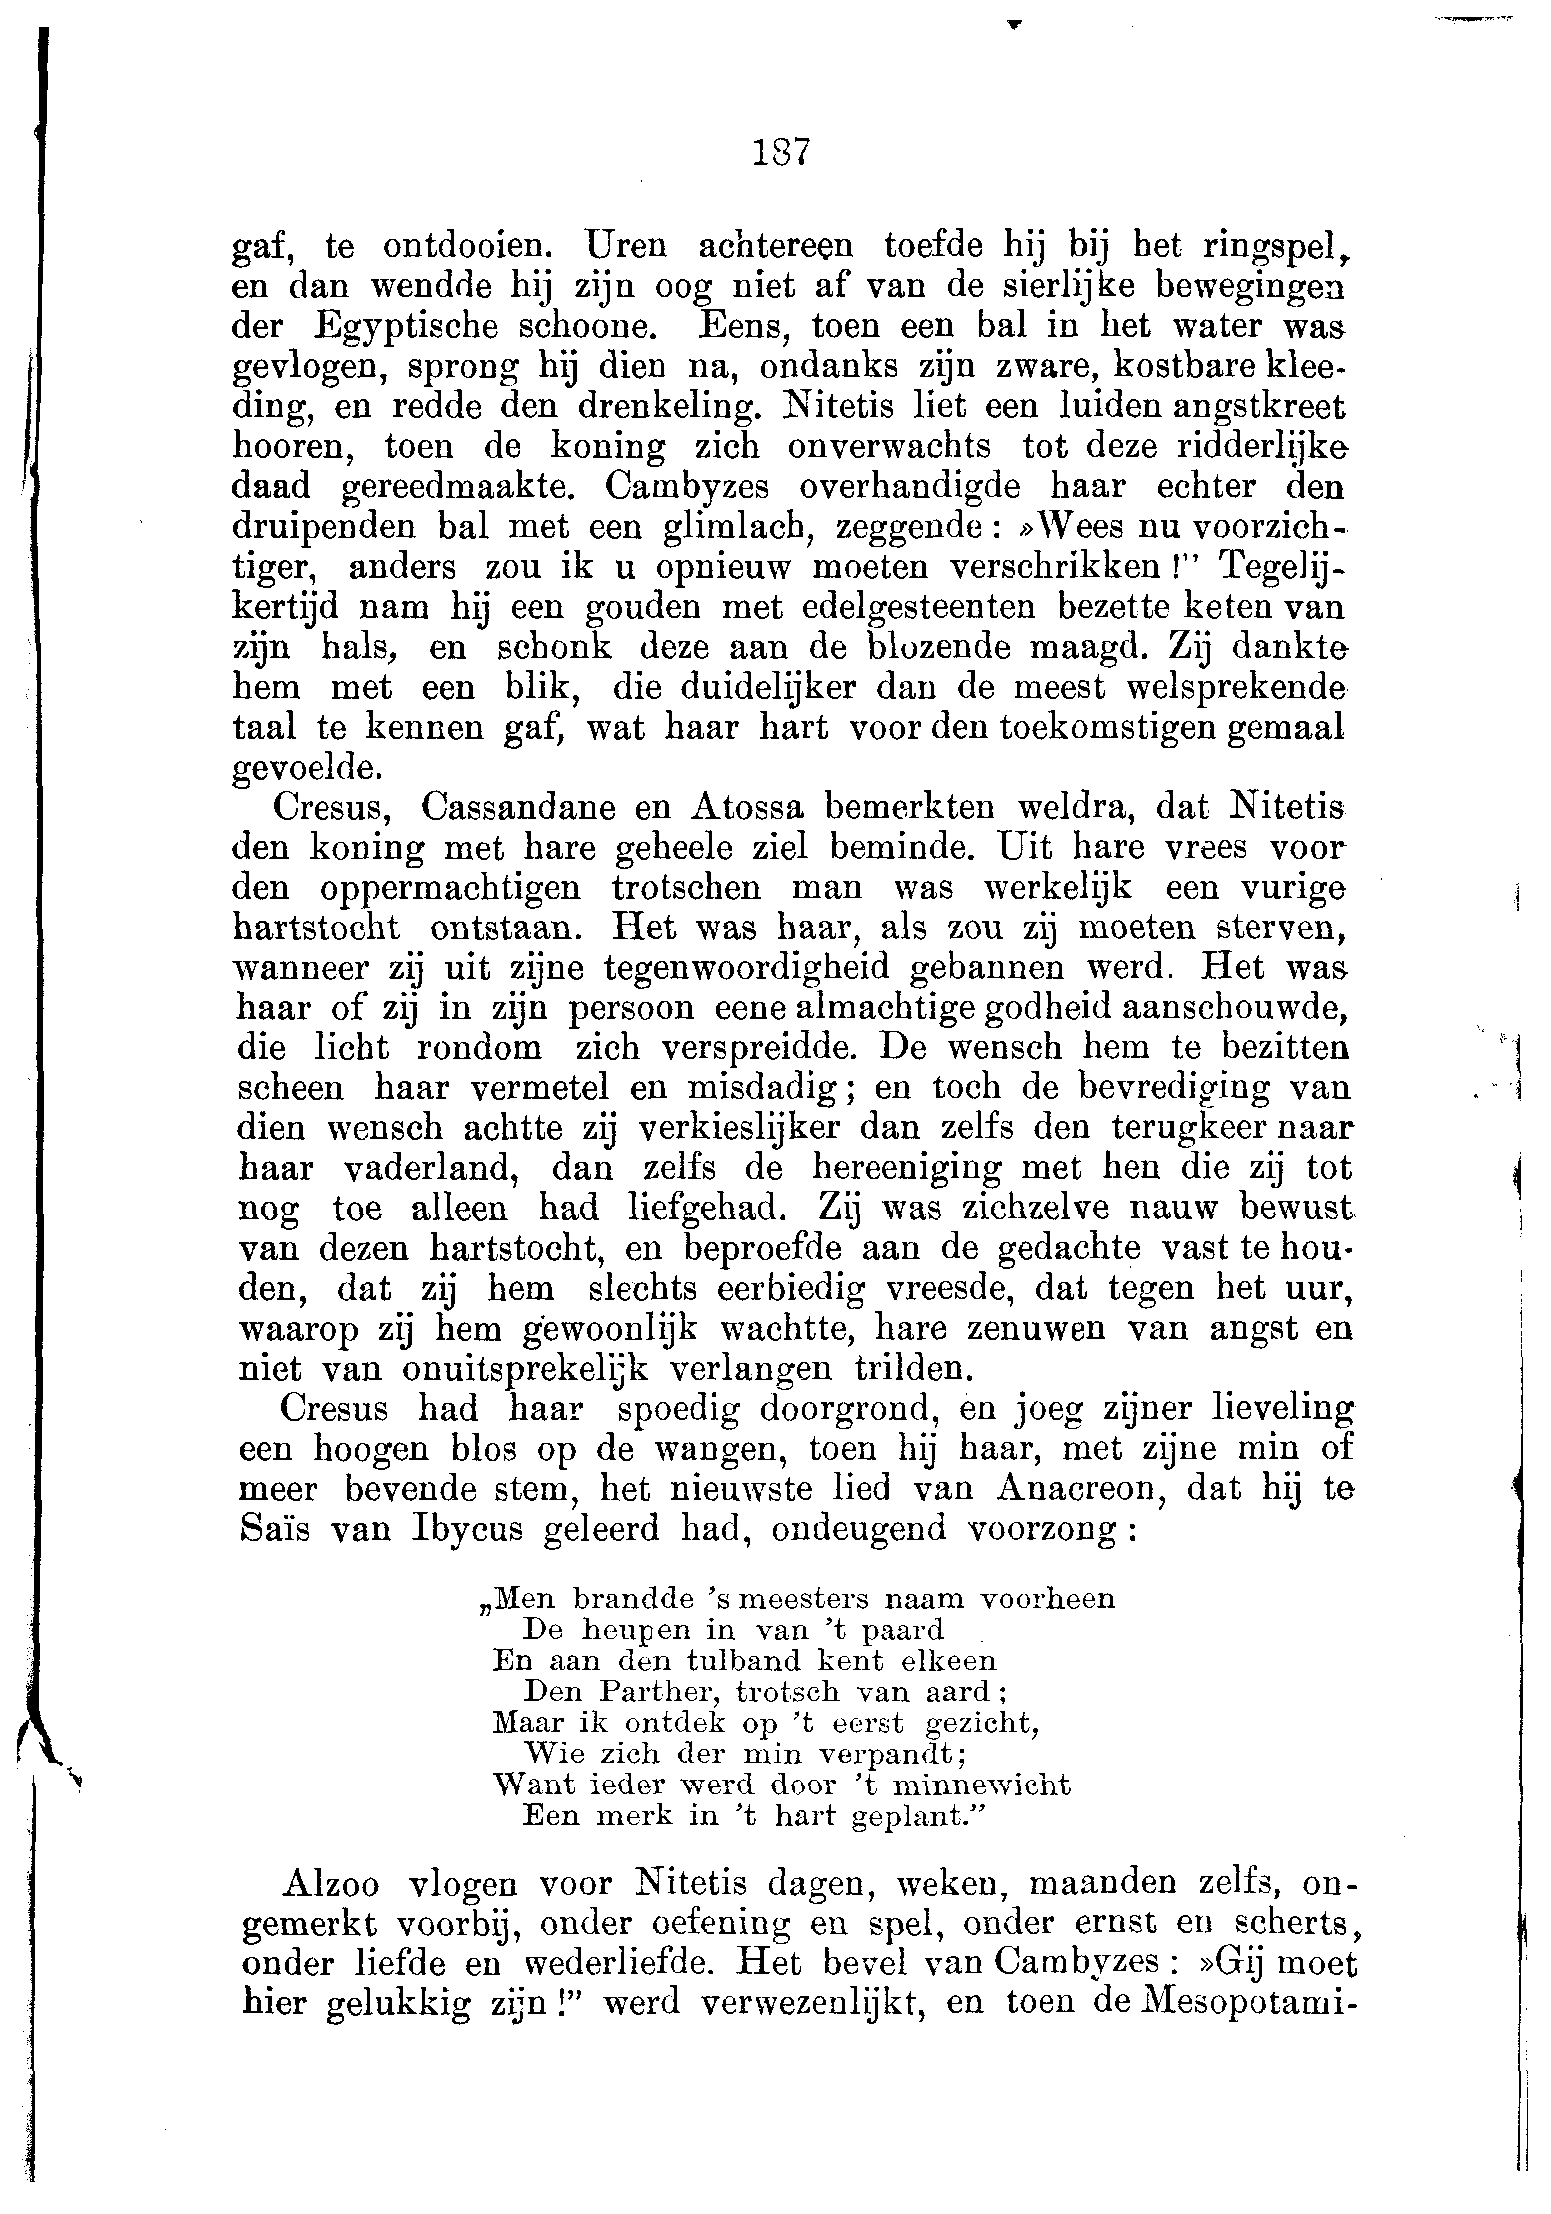 187
gaf, te ontdooien. Uren achtereen toefde hij bij het ringspel,
en dan wendde hij zijn oog niet af van de sierlijke bewegingen
der Egyptische schoone. Eens, toen een bal in het water was
gevlogen, sprong hij dien na, ondanks zijn zware, kostbare klee-
ding, en redde den drenkeling. Nitetis liet een luiden angstkreet
hooren, toen de koning zich onverwachts tot deze ridderlijke
daad gereedmaakte. Cambyzes overhandigde haar echter den
druipenden bal met een glimlach, zeggende: »Wees nu voorzich-
tiger, anders zou ik u opnieuw moeten verschrikken!" Tegelij-
kertijd nam hij een gouden met edelgesteenten bezette keten van
zijn hals, en schonk deze aan de blozende maagd. Zij dankte
hem met een blik, die duidelijker dan de meest welsprekende
taal te kennen gaf, wat haar hart voor den toekomstigen gemaal
gevoelde.
Cresus, Cassandane en Atossa bemerkten weldra, dat Nitetis
den koning met hare geheele ziel beminde. Uit hare vrees voor
den oppermachtigen trotschen man was werkelijk een vurige
hartstocht ontstaan. Het was haar, als zou zij moeten sterven,
wanneer zij uit zijne tegenwoordigheid gebannen werd. Het was
haar of zij in zijn persoon eene almachtige godheid aanschouwde,
die licht rondom zich verspreidde. De wensch hem te bezitten
scheen haar vermetel en misdadig; en toch de bevrediging van
dien wensch achtte zij verkieslijker dan zelfs den terugkeer naar
haar vaderland, dan zelfs de hereeniging met hen die zij tot
nog toe alleen had liefgehad. Zij was zichzelve nauw bewust
van dezen hartstocht, en beproefde aan de gedachte vast te hou-
den, dat zij hem slechts eerbiedig vreesde, dat tegen het uur,
waarop zij hem gewoonlijk wachtte, hare zenuwen van angst en
niet van onuitsprekelijk verlangen trilden.
Cresus had haar spoedig doorgrond, en joeg zijner lieveling
een hoogen blos op de wangen, toen hij haar, met zijne min of
meer bevende stem, het nieuwste lied van Anacreon, dat hij te
Saïs van Ibycus geleerd had, ondeugend voorzong:
„Men brandde 's meesters naam voorheen
De heupen in van 't paard
En aan den tulband kent elkeen
Den Parther, trotsch van aard;
Maar ik ontdek op 't eerst gezicht,
Wie zich der min verpandt;
Want ieder werd door 't minnewicht
Een merk in 't hart geplant."
Alzoo vlogen voor Nitetis dagen, weken, maanden zelfs, on-
gemerkt voorbij, onder oefening en spel, onder ernst en scherts,
onder liefde en wederliefde. Het bevel van Cambyzes: »Gij moet
hier gelukkig zijn!" werd verwezenlijkt, en toen de Mesopotami-